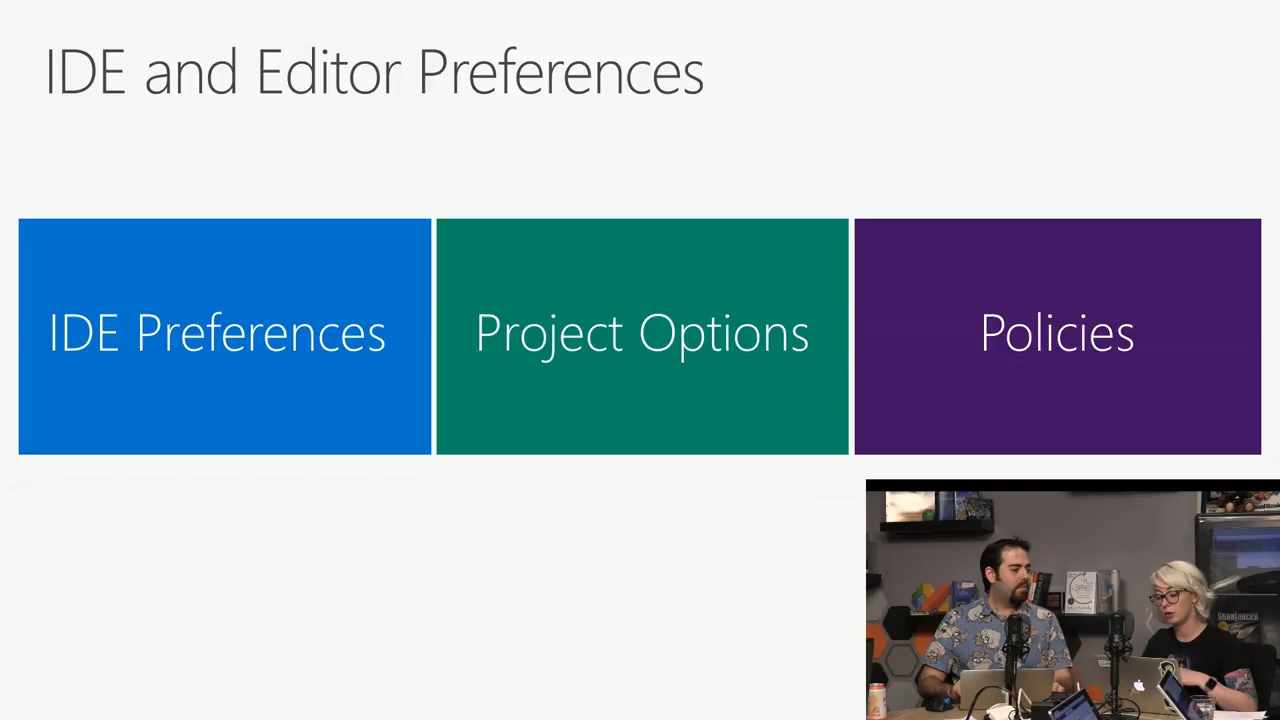 IDE and Editor Preferences
IDE Preferences
Project Options
Policies